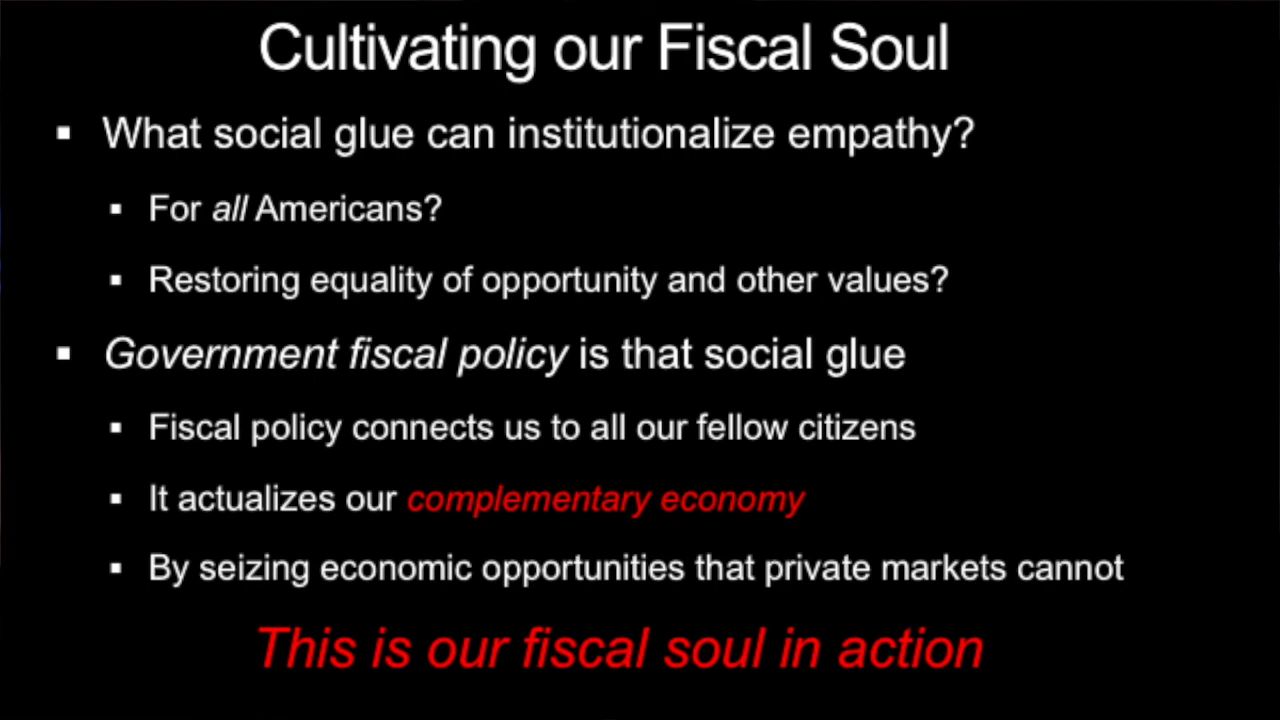 Cultivating our Fiscal Soul
What social glue can institutionalize empathy?
For all Americans?
Restoring equality of opportunity and other values?
Government fiscal policy is that social glue
Fiscal policy connects us to all our fellow citizens
It actualizes our complementary economy
By seizing economic opportunities that private markets cannot
This is our fiscal soul in action